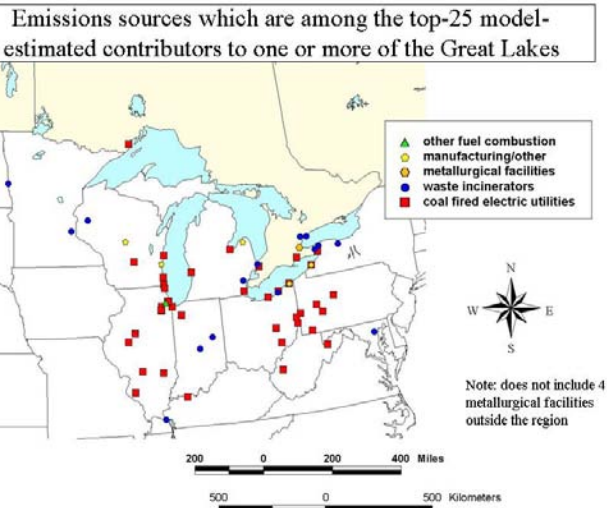 Emissions sources which are among the top-25 model-
estimated contributors to one or more of the Great Lakes
other fuel combustion
manufacturing/other
metallurgical facilities
waste incinerators
coal fired electric utilities
N
W
E
S
Note: does not include 4
metallurgical facilities
outside the region
200 0 200 400 Miles
500 0 500 Kilometers